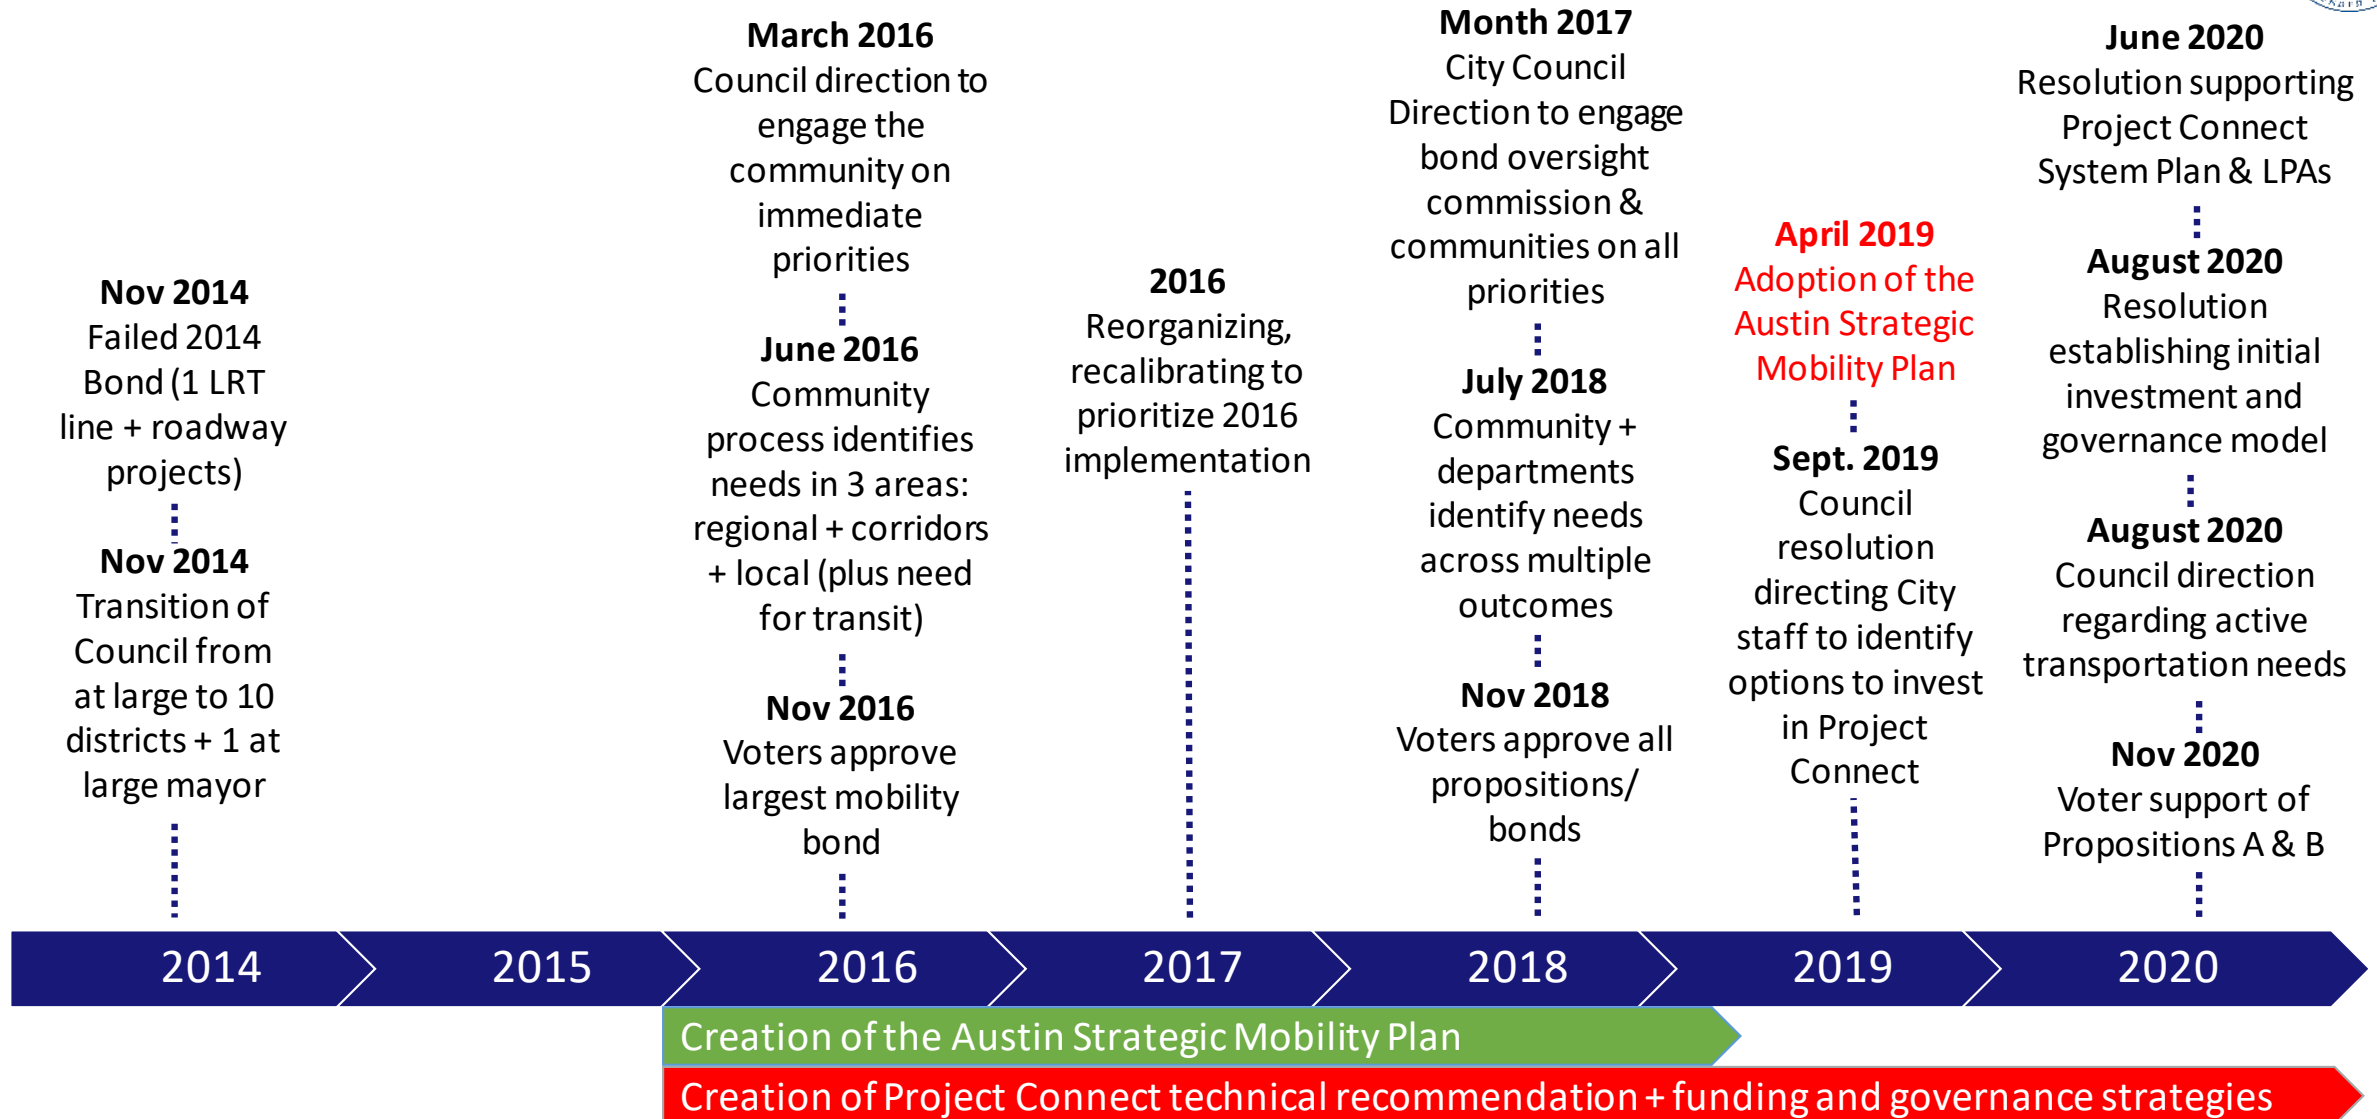 Nov 2014
Failed 2014
Bond (1 LRT
line + roadway
projects)
Nov 2014
Transition of
Council from
at large to 10
districts + 1 at
large mayor
March 2016
Council direction to
engage the
community on
immediate
priorities
June 2016
Community
process identifies
needs in 3 areas:
regional + corridors
+ local (plus need
for transit)
Nov 2016
Voters approve
largest mobility
bond
2016
Reorganizing,
recalibrating to
prioritize 2016
implementation
Month 2017
City Council
Direction to engage
bond oversight
commission &
communities on all
priorities
July 2018
Community +
departments
identify needs
across multiple
outcomes
Nov 2018
Voters approve all
propositions/
bonds
April 2019
Adoption of the
Austin Strategic
Mobility Plan
Sept. 2019
Council
resolution
directing City
staff to identify
options to invest
in Project
Connect
June 2020
Resolution supporting
Project Connect
System Plan & LPAs
August 2020
Resolution
establishing initial
investment and
governance model
August 2020
Council direction
regarding active
transportation needs
Nov 2020
Voter support of
Propositions A & B
2014
2015
2016
2017
2018
2019
2020
Creation of the Austin Strategic Mobility Plan
Creation of Project Connect technical recommendation + funding and governance strategies